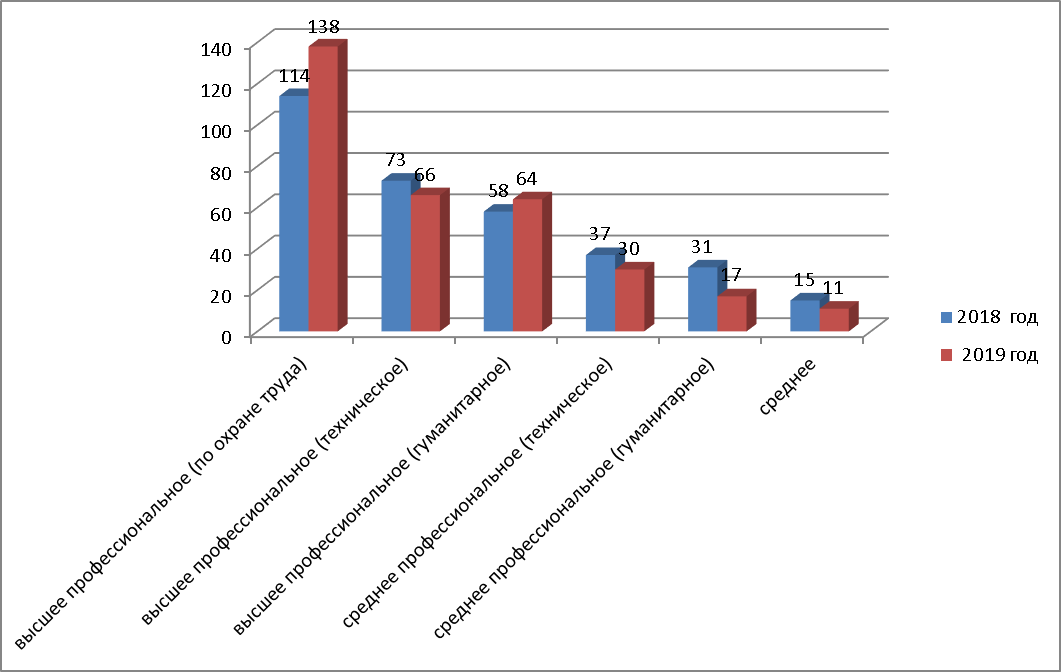 138
140
114
120
100
80
73
66
58
64
60
37
30
31
40
17
15
11
20
0
2018 год
2019 год
высшее профессиональное (по охране труда)
высшее профессиональное (техническое)
высшее профессиональное (гуманитарное)
среднее профессиональное (техническое)
среднее профессиональное (гуманитарное)
среднее